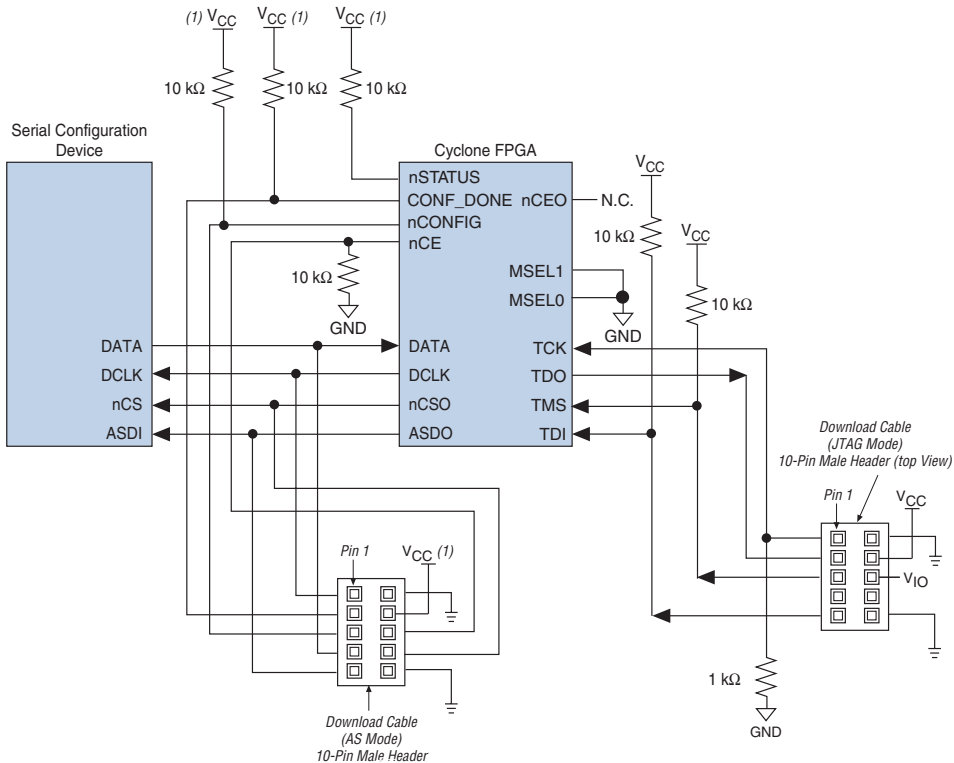 (1) VCC VCC (1) VCC (1)
10 kΩ 10 kΩ 10 kΩ
Serial Configuration
Device
Cyclone FPGA
nSTATUS
CONF_DONE nCEO N.C.
nCONFIG
nCE
10 kΩ
GND
MSEL1
MSEL0
GND
VCC
10 kΩ
VCC
10 kΩ
DATA DATA TCK
DCLK DCLK TDO
nCS nCSO TMS
ASDI ASDO TDI
Download Cable
(JTAG Mode)
10-Pin Male Header (top View)
Pin 1 VCC
VIO
Pin 1 VCC (1)
1 kΩ
GND
Download Cable
(AS Mode)
10-Pin Male Header